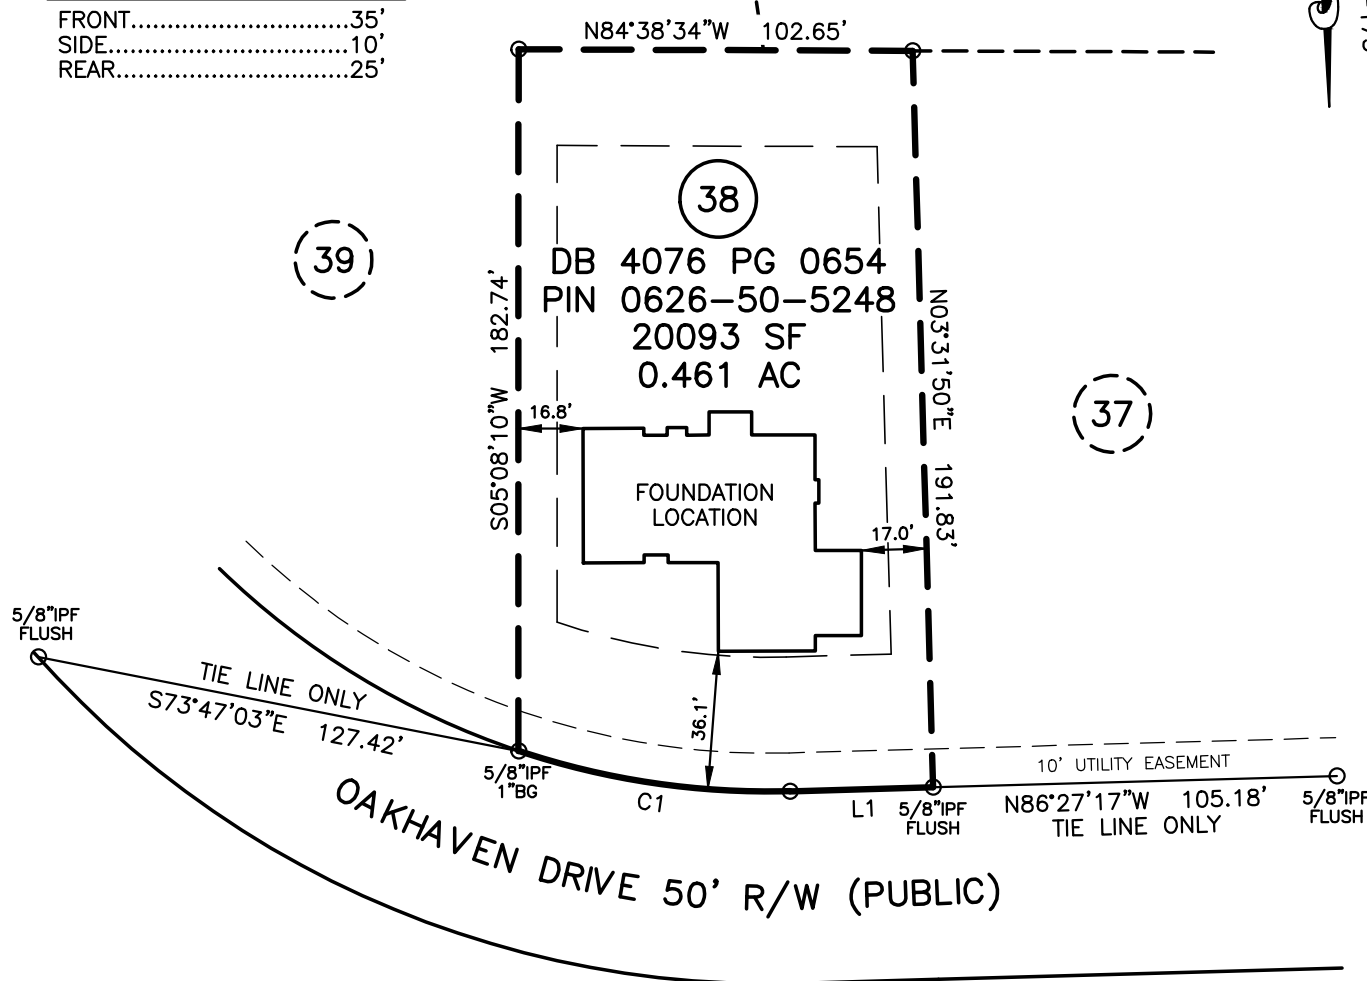 FRONT..............................35'
SIDE...............................10'
REAR..............................25'
N84°38'34"W 102.65'
38
39
DB 4076 PG 0654
PIN 0626-50-5248
20093 SF
0.461 AC
S05°08'10"W 182.74'
N03°31'50"E 191.83'
37
16.8'
FOUNDATION
LOCATION
17.0'
5/8"IPF
FLUSH
TIE LINE ONLY
S73°47'03"E 127.42'
36.1'
5/8"IPF
1"BG
C1
L1
5/8"IPF
FLUSH
10' UTILITY EASEMENT
N86°27'17"W 105.18'
TIE LINE ONLY
5/8"IPF
FLUSH
OAKHAVEN DRIVE 50' R/W (PUBLIC)